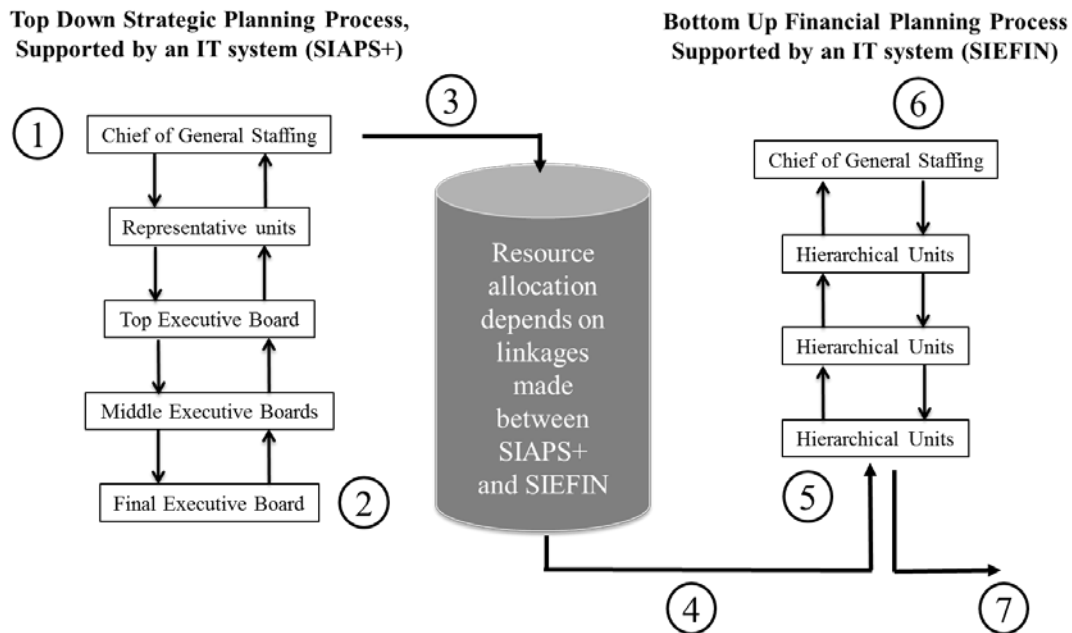 Top Down Strategic Planning Process,
Supported by an IT system (SIAPS+)
Bottom Up Financial Planning Process
Supported by an IT system (SIEFIN)
1
Chief of General Staffing
Representative units
Top Executive Board
Middle Executive Boards
Final Executive Board
2
3
Resource
allocation
depends on
linkages
made
between
SIAPS+
and SIEFIN
4
6
Chief of General Staffing
Hierarchical Units
Hierarchical Units
Hierarchical Units
5
7